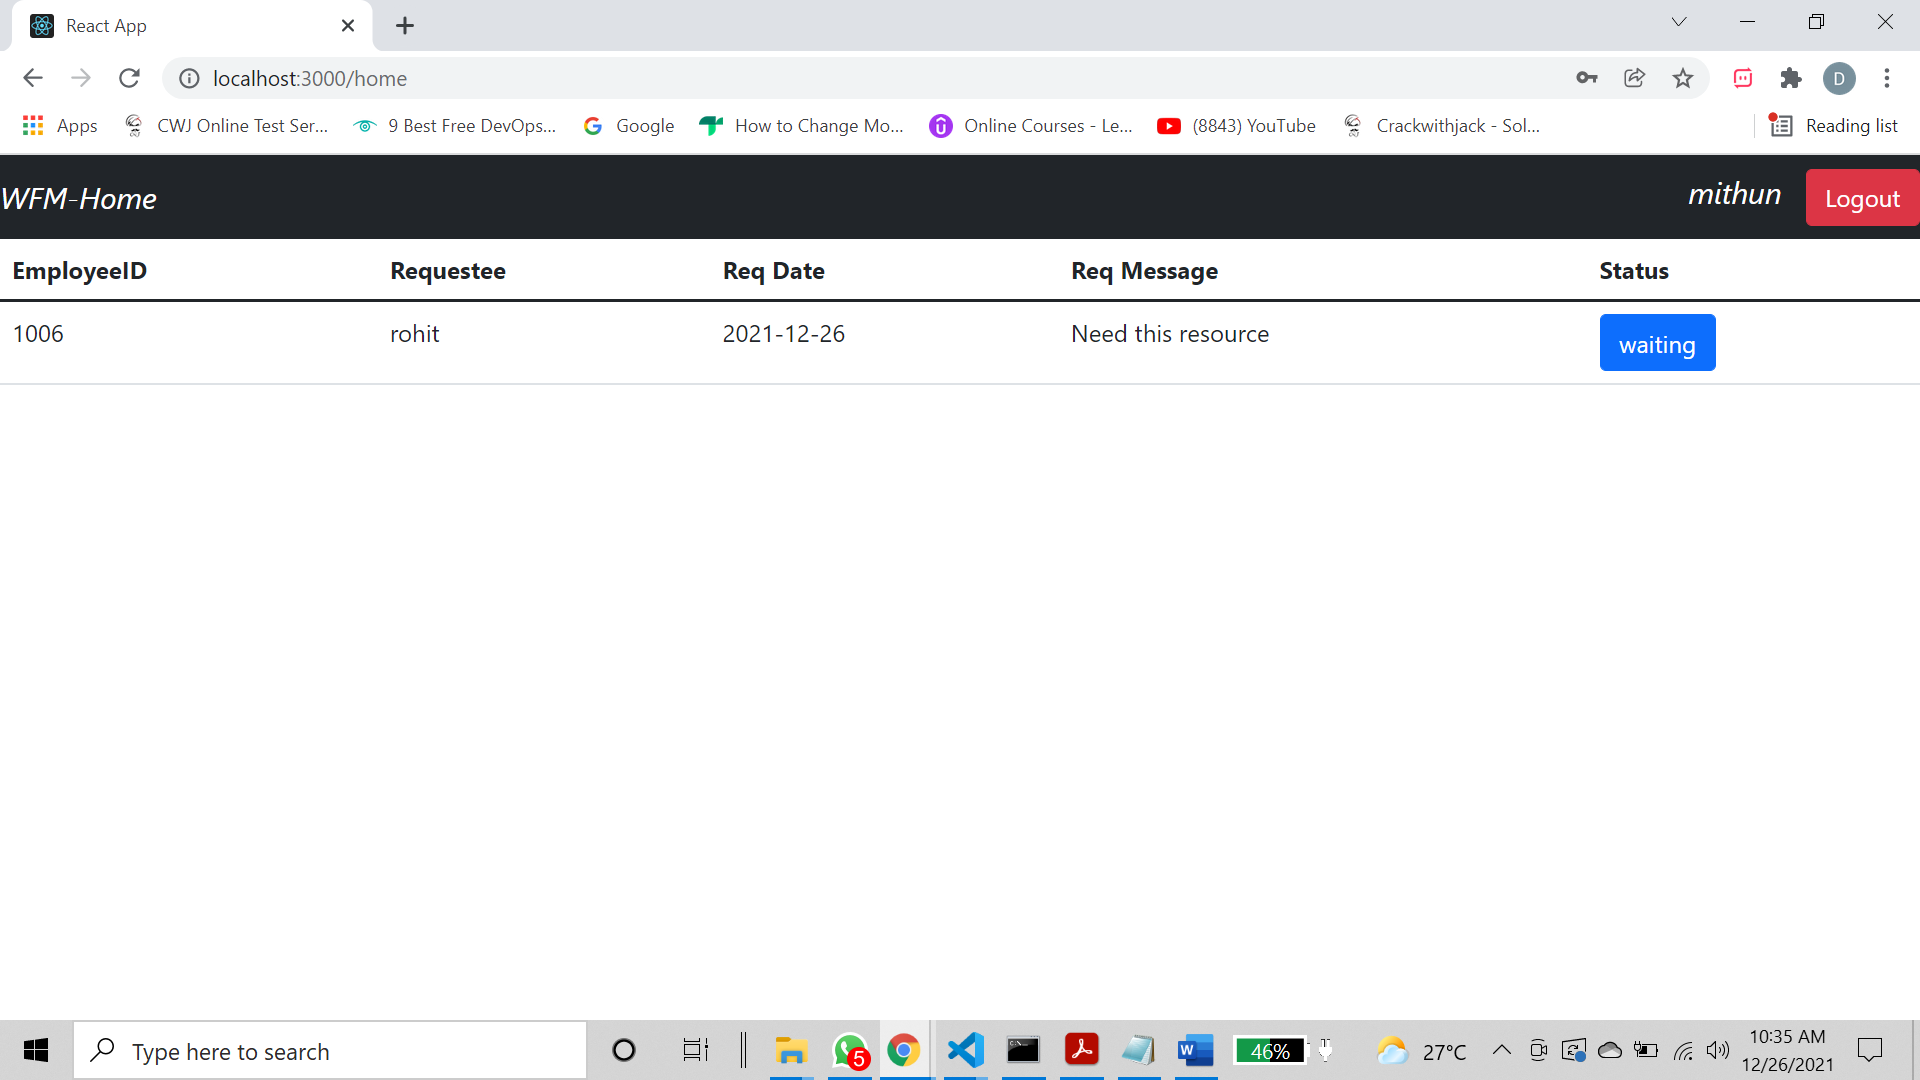 React App
localhost:3000/home
D
Apps CWJ Online Test Ser... 9 Best Free DevOps... Google How to Change Mo... Online Courses - Le... (8843) YouTube Crackwithjack - Sol... Reading list
WFM-Home mithun Logout
EmployeeID Requestee Req Date Req Message Status
1006 rohit 2021-12-26 Need this resource waiting
Type here to search 5 W 46% 27°C 10:35 AM
12/26/2021